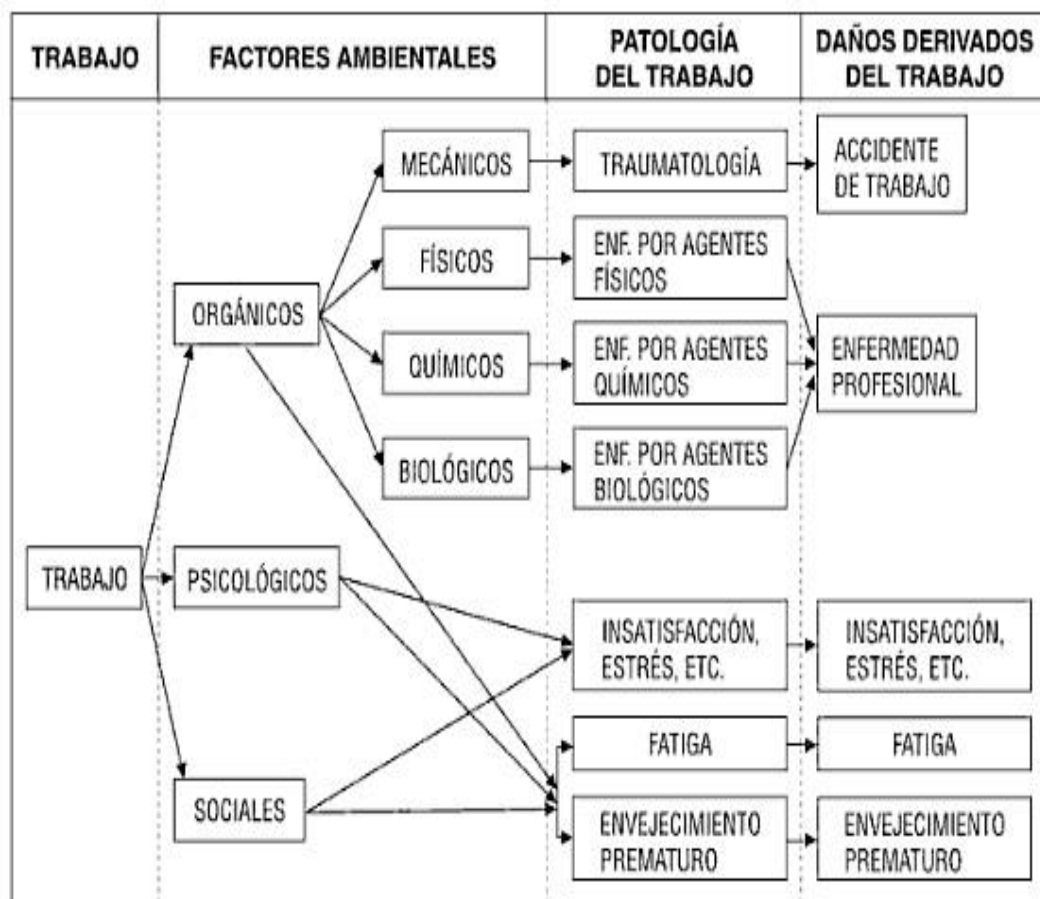 TRABAJO
FACTORES AMBIENTALES
PATOLOGÍA
DEL TRABAJO
DAÑOS DERIVADOS
DEL TRABAJO
MECÁNICOS
TRAUMATOLOGÍA
ACCIDENTE
DE TRABAJO
FÍSICOS
ENF. POR AGENTES
FÍSICOS
ORGÁNICOS
QUÍMICOS
ENF. POR AGENTES
QUÍMICOS
ENFERMEDAD
PROFESIONAL
BIOLÓGICOS
ENF. POR AGENTES
BIOLÓGICOS
TRABAJO
PSICOLÓGICOS
INSATISFACCIÓN,
ESTRÉS, ETC.
INSATISFACCIÓN,
ESTRÉS, ETC.
FATIGA
FATIGA
SOCIALES
ENVEJECIMIENTO
PREMATURO
ENVEJECIMIENTO
PREMATURO